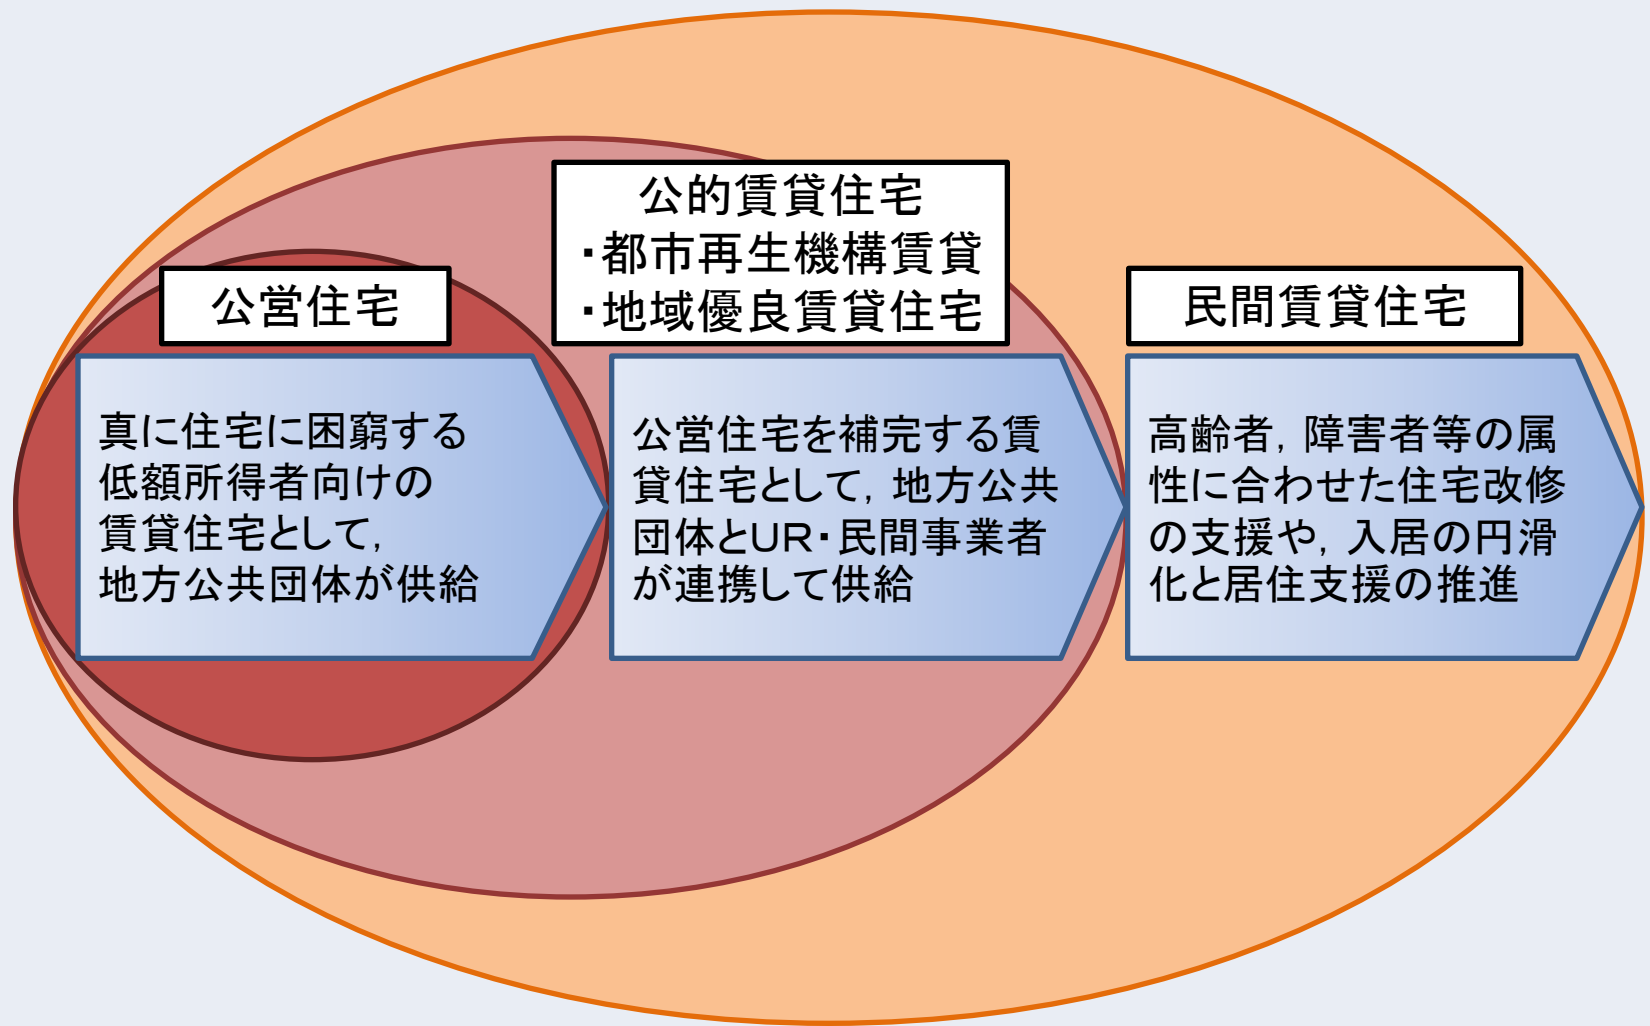 公営住宅
真に住宅に困窮する
低額所得者向けの
賃貸住宅として,
地方公共団体が供給
公的賃貸住宅
・都市再生機構賃貸
・地域優良賃貸住宅
公営住宅を補完する賃
貸住宅として, 地方公共
団体とUR・民間事業者
が連携して供給
民間賃貸住宅
高齢者, 障害者等の属
性に合わせた住宅改修
の支援や, 入居の円滑
化と居住支援の推進